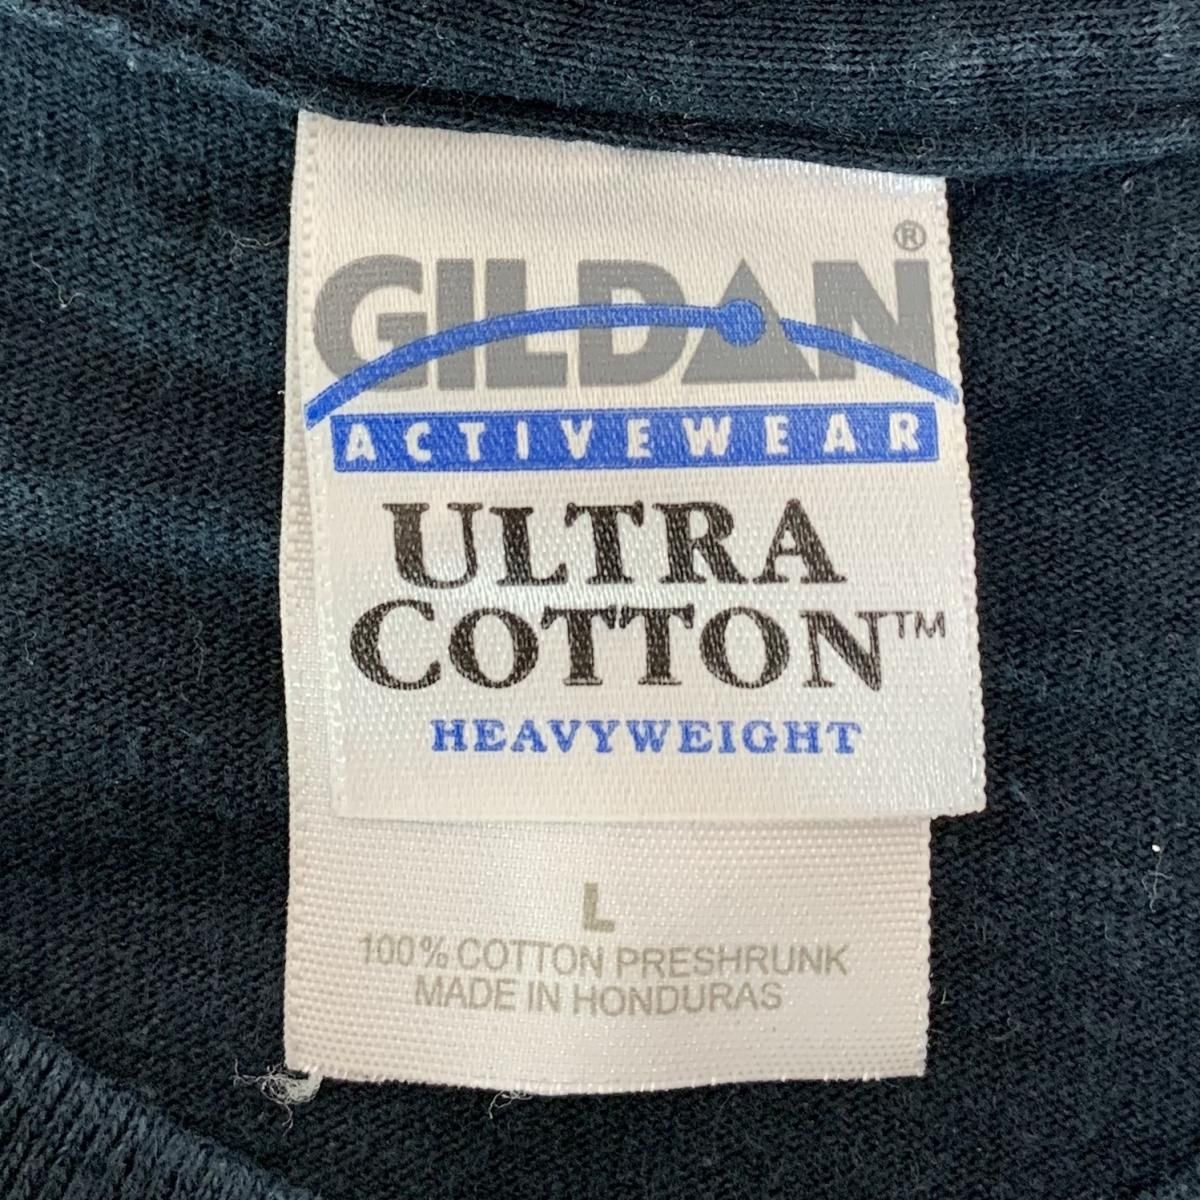 GILDAN®
ACTIVEWEAR
ULTRA
COTTON™
HEAVYWEIGHT
L
100% COTTON PRESHRUNK
MADE IN HONDURAS